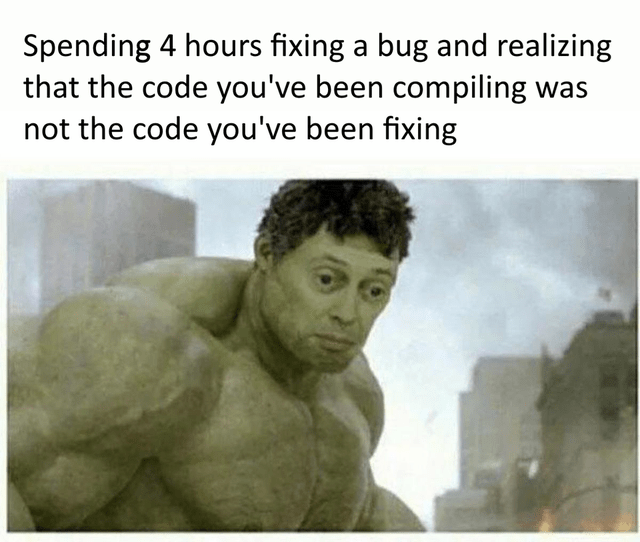 Spending 4 hours fixing a bug and realizing
that the code you've been compiling was
not the code you've been fixing